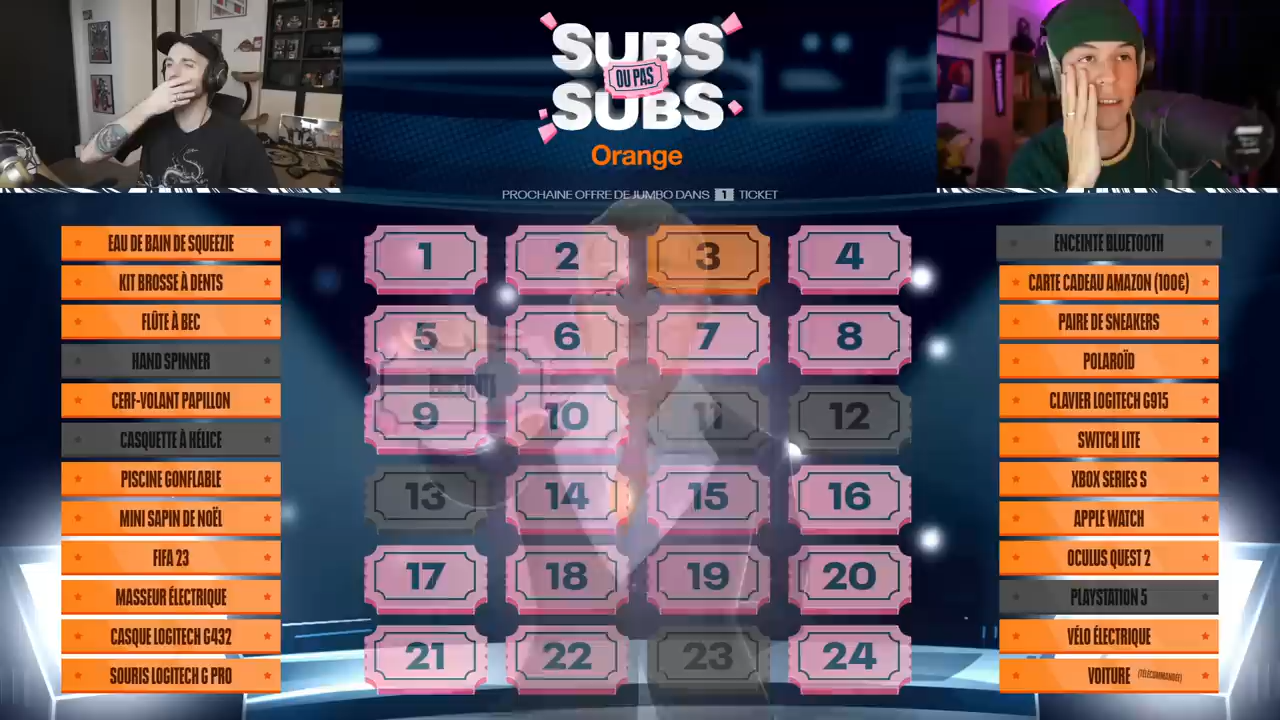 SUBS
OU PAS
SUBS
Orange
PROCHAINE OFFRE DE JUMBO DANS 1 TICKET
EAU DE BAIN DE SQUEEZIE
KIT BROSSE À DENTS
FLÛTE À BEC
HAND SPINNER
CERF-VOLANT PAPILLON
CASQUETTE À HÉLICE
PISCINE GONFLABLE
MINI SAPIN DE NOËL
FIFA 23
MASSEUR ÉLECTRIQUE
CASQUE LOGITECH G432
SOURIS LOGITECH G PRO
1 2 3 4
5 6 7 8
9 10 11 12
13 14 15 16
17 18 19 20
21 22 23 24
ENCEINTE BLUETOOTH
CARTE CADEAU AMAZON (100€)
PAIRE DE SNEAKERS
POLAROÏD
CLAVIER LOGITECH G915
SWITCH LITE
XBOX SERIES S
APPLE WATCH
OCULUS QUEST 2
PLAYSTATION 5
VÉLO ÉLECTRIQUE
VOITURE (TÉLÉCOMMANDÉE)